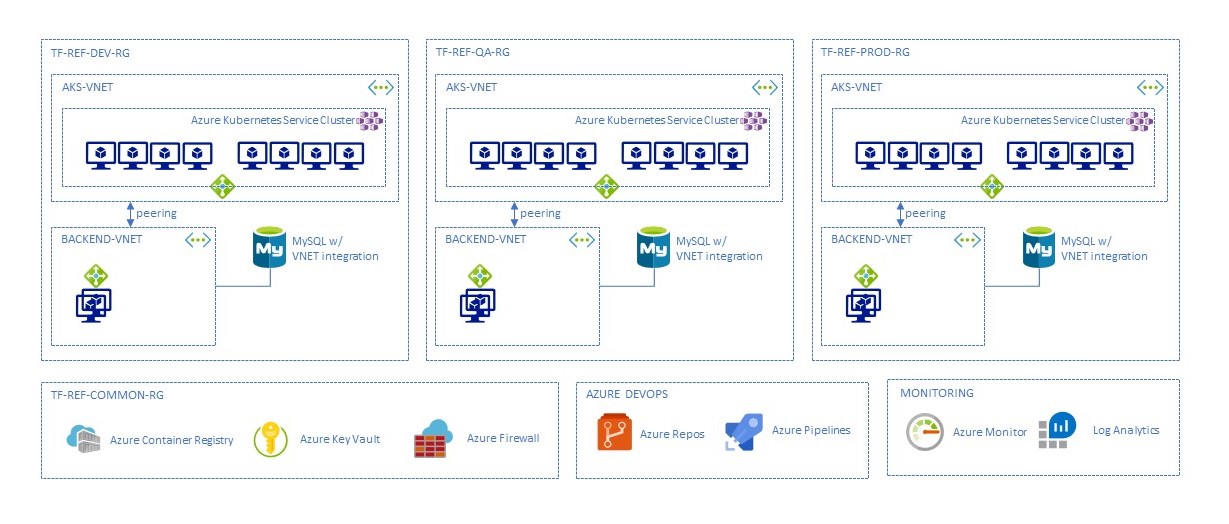 TF-REF-DEV-RG
AKS-VNET
Azure Kubernetes Service Cluster
peering
BACKEND-VNET
My
MySQL w/
VNET integration
TF-REF-QA-RG
AKS-VNET
Azure Kubernetes Service Cluster
peering
BACKEND-VNET
My
MySQL w/
VNET integration
TF-REF-PROD-RG
AKS-VNET
Azure Kubernetes Service Cluster
peering
BACKEND-VNET
My
MySQL w/
VNET integration
TF-REF-COMMON-RG
Azure Container Registry
Azure Key Vault
Azure Firewall
AZURE DEVOPS
Azure Repos
Azure Pipelines
MONITORING
Azure Monitor
Log Analytics